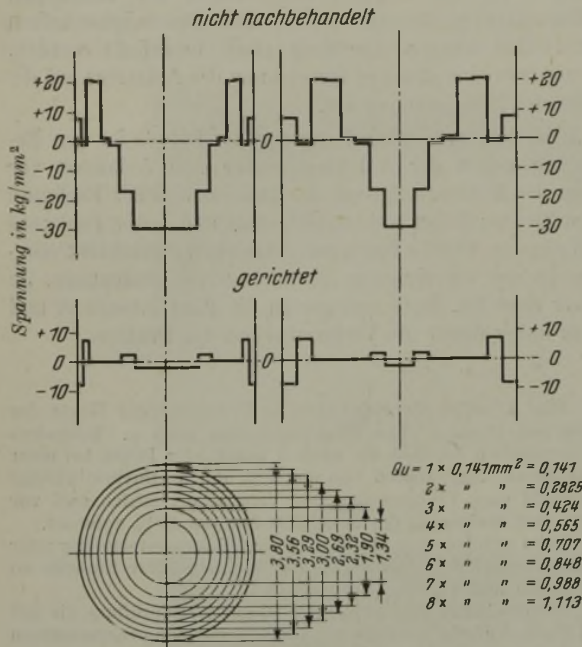 nicht nachbehandelt
+20 +20
+10 +10
0 0 0
-10 -10
-20 -20
-30 -30
Spannung in kg/mm²
gerichtet
+10 +10
0 0 0
-10 -10
3,80 3,56 3,29 3,00 2,69 2,32 1,90 1,34
Qu = 1 × 0,141mm² = 0,141
2 × " " = 0,2825
3 × " " = 0,424
4 × " " = 0,565
5 × " " = 0,707
6 × " " = 0,848
7 × " " = 0,988
8 × " " = 1,113